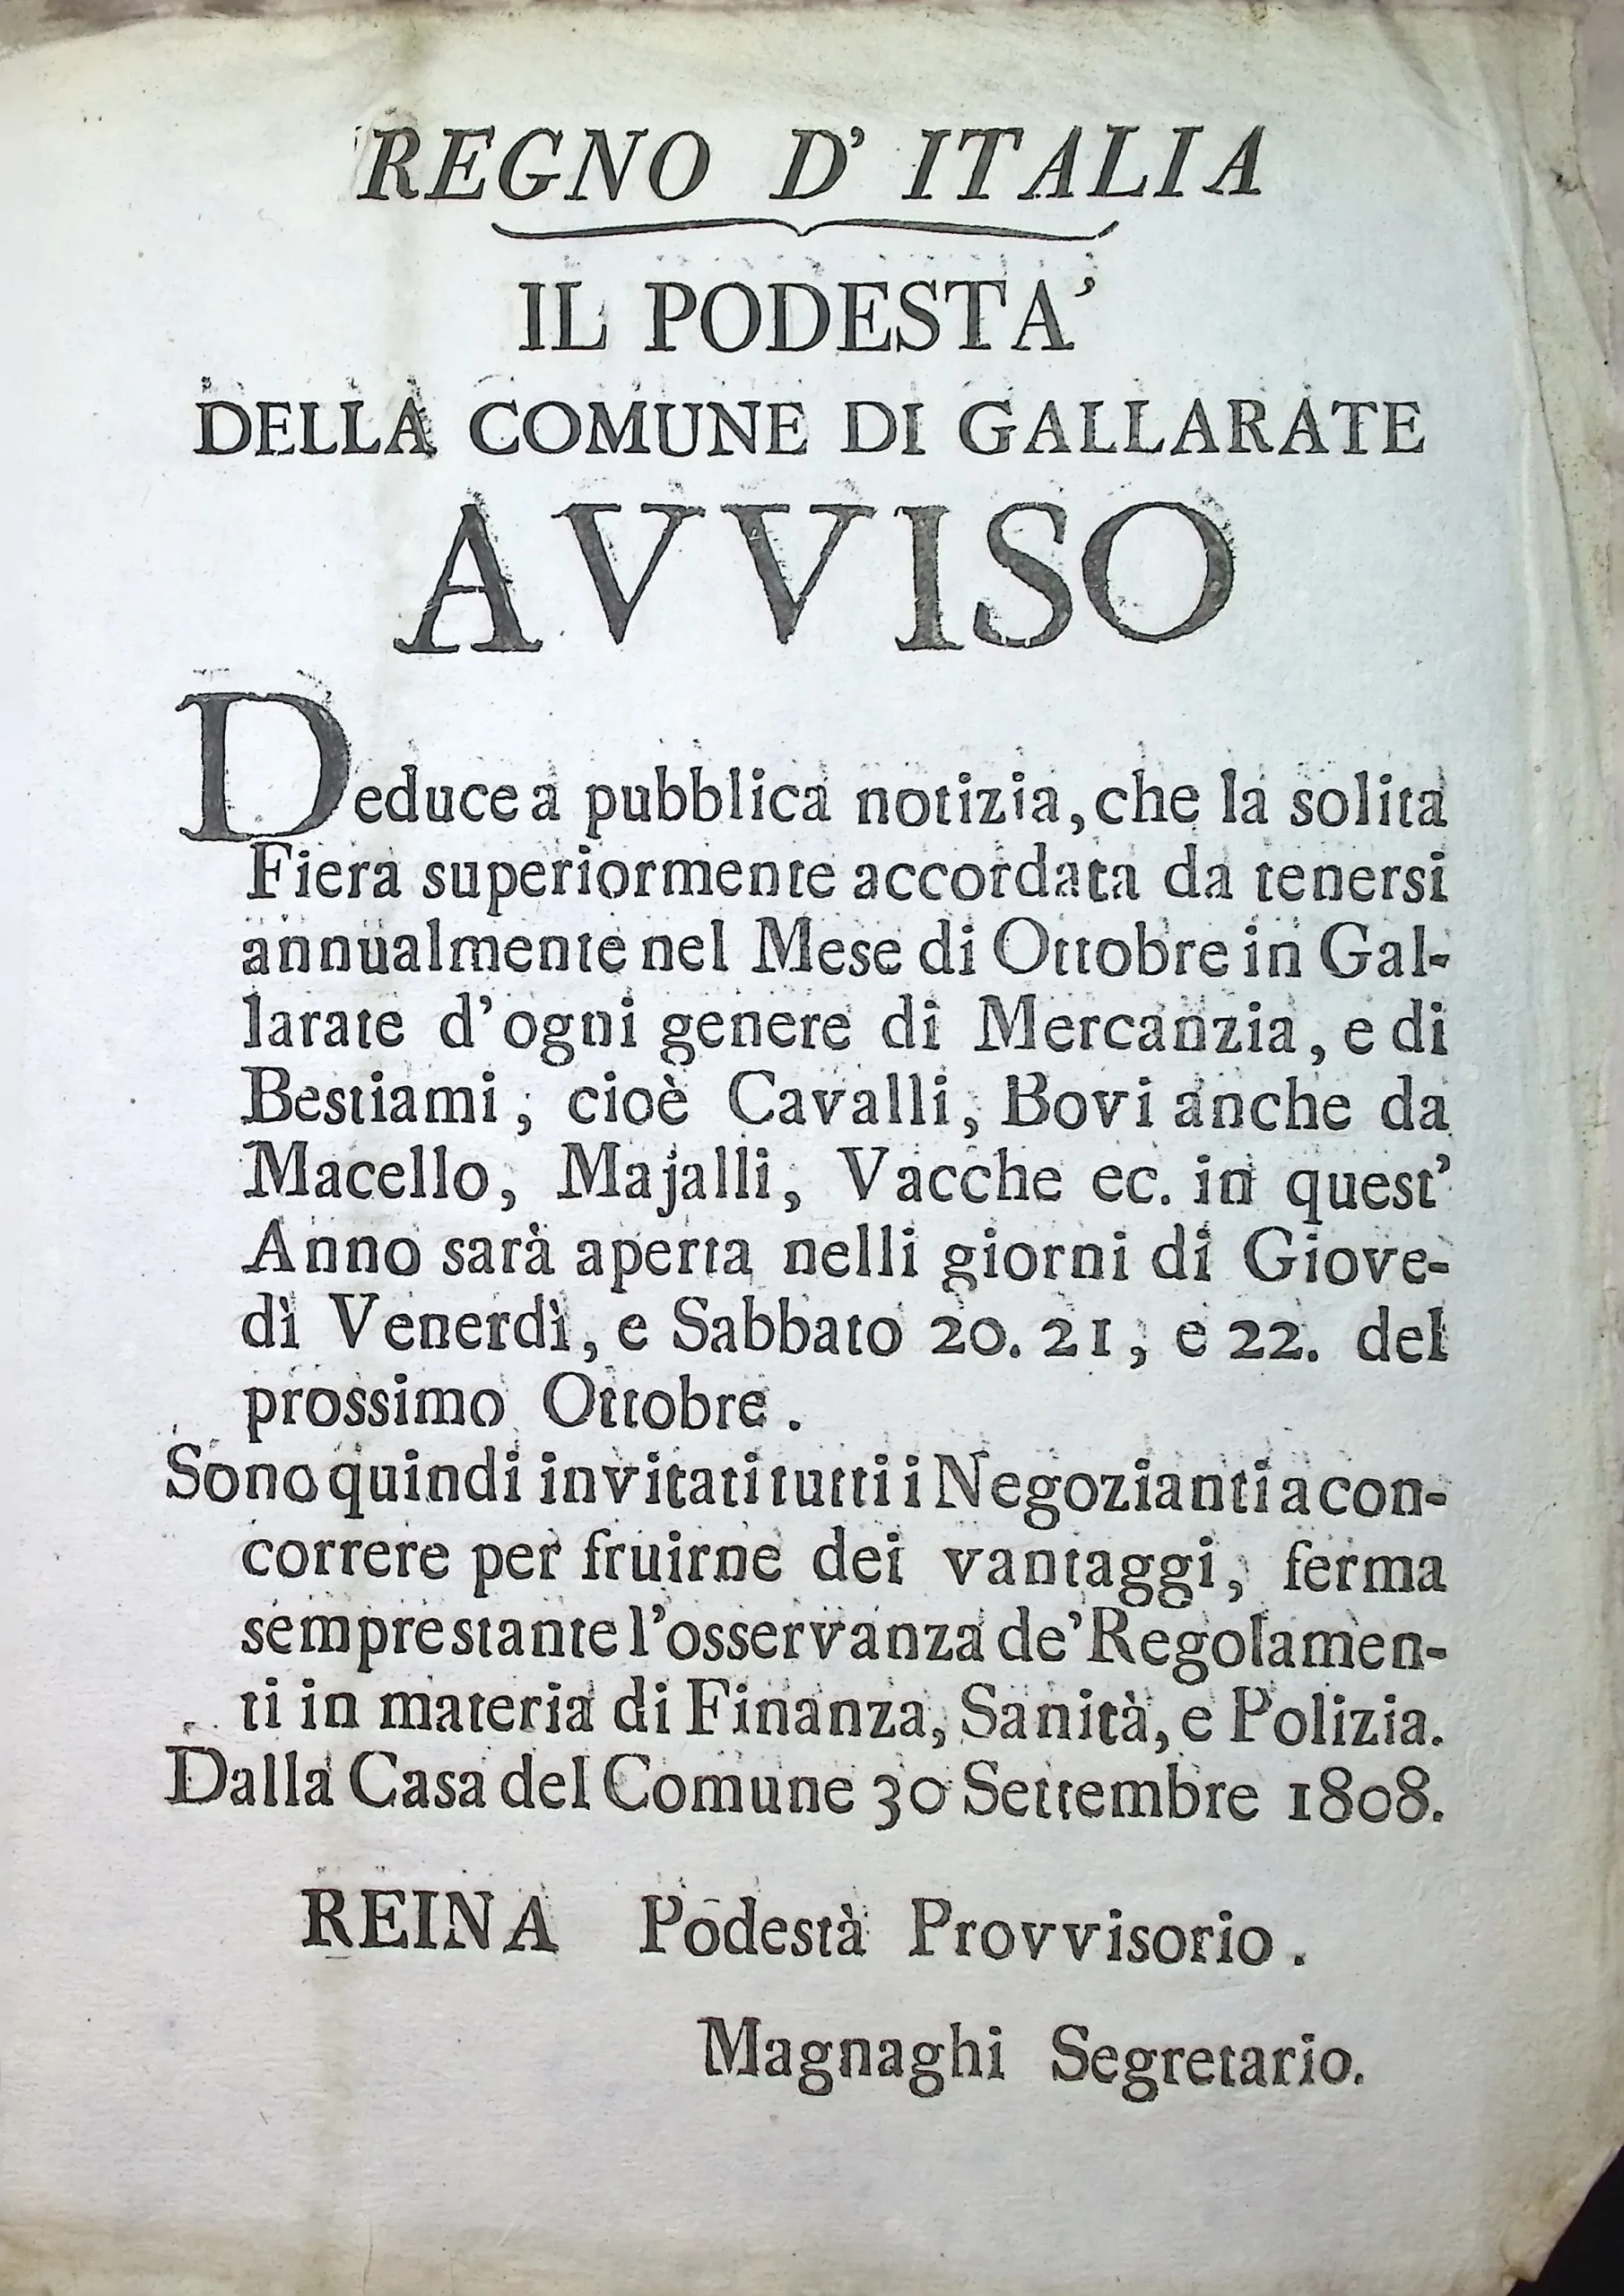 REGNO D' ITALIA
IL PODESTA'
DELLA COMUNE DI GALLARATE
AVVISO
Deduce a pubblica notizia, che la solita
Fiera superiormente accordata da tenersi
annualmente nel Mese di Ottobre in Gal-
larate d'ogni genere di Mercanzia, e di
Bestiami, cioè Cavalli, Bovi anche da
Macello, Majalli, Vacche ec. in quest'
Anno sarà aperta nelli giorni di Giove-
dì Venerdì, e Sabbato 20. 21, e 22. del
prossimo Ottobre.
Sono quindi invitati tutti i Negozianti a con-
correre per fruirne dei vantaggi, ferma
sempre stante l'osservanza de' Regolamen-
ti in materia di Finanza, Sanità, e Polizia.
Dalla Casa del Comune 30 Settembre 1808.
REINA Podestà Provvisorio.
Magnaghi Segretario.